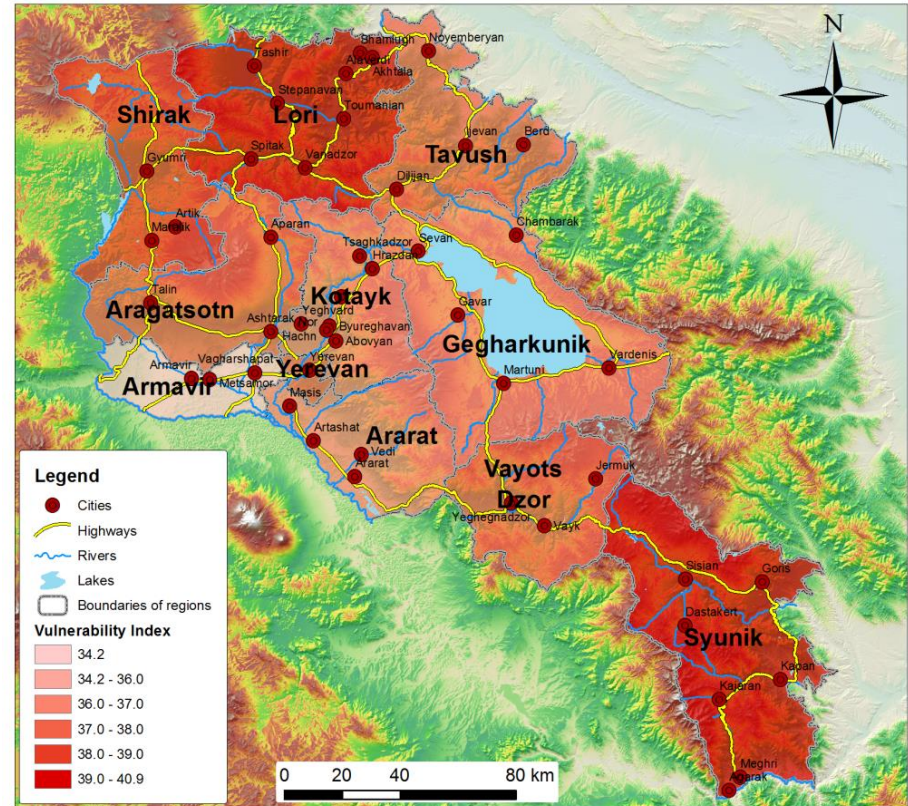 N
Shamlugh
Noyemberyan
Tashir
Alaverdi
Akhtala
Stepanavan
Shirak
Lori
Toumanian
Ijevan
Berd
Tavush
Gyumri
Spitak
Vanadzor
Dilijan
Artik
Maralik
Aparan
Chambarak
Tsaghkadzor
Sevan
Hrazdan
Talin
Kotayk
Gavar
Aragatsotn
Yeghvard
Ashtarak
Nor
Hachn
Byureghavan
Abovyan
Gegharkunik
Vagharshapat
Yerevan
Yerevan
Vardenis
Armavir
Armavir
Metsamor
Martuni
Masis
Artashat
Ararat
Vedi
Ararat
Vayots
Dzor
Jermuk
Yeghegnadzor
Vayk
Sisian
Goris
Dastakert
Syunik
Kajaran
Kapan
Meghri
Agarak
Legend
Cities
Highways
Rivers
Lakes
Boundaries of regions
Vulnerability Index
34.2
34.2 - 36.0
36.0 - 37.0
37.0 - 38.0
38.0 - 39.0
39.0 - 40.9
0 20 40 80 km